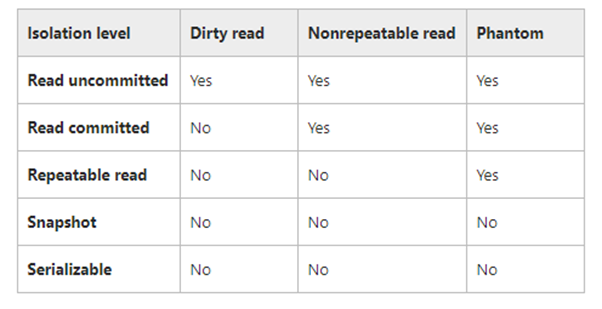 Isolation level Dirty read Nonrepeatable read Phantom
Read uncommitted Yes Yes Yes
Read committed No Yes Yes
Repeatable read No No Yes
Snapshot No No No
Serializable No No No